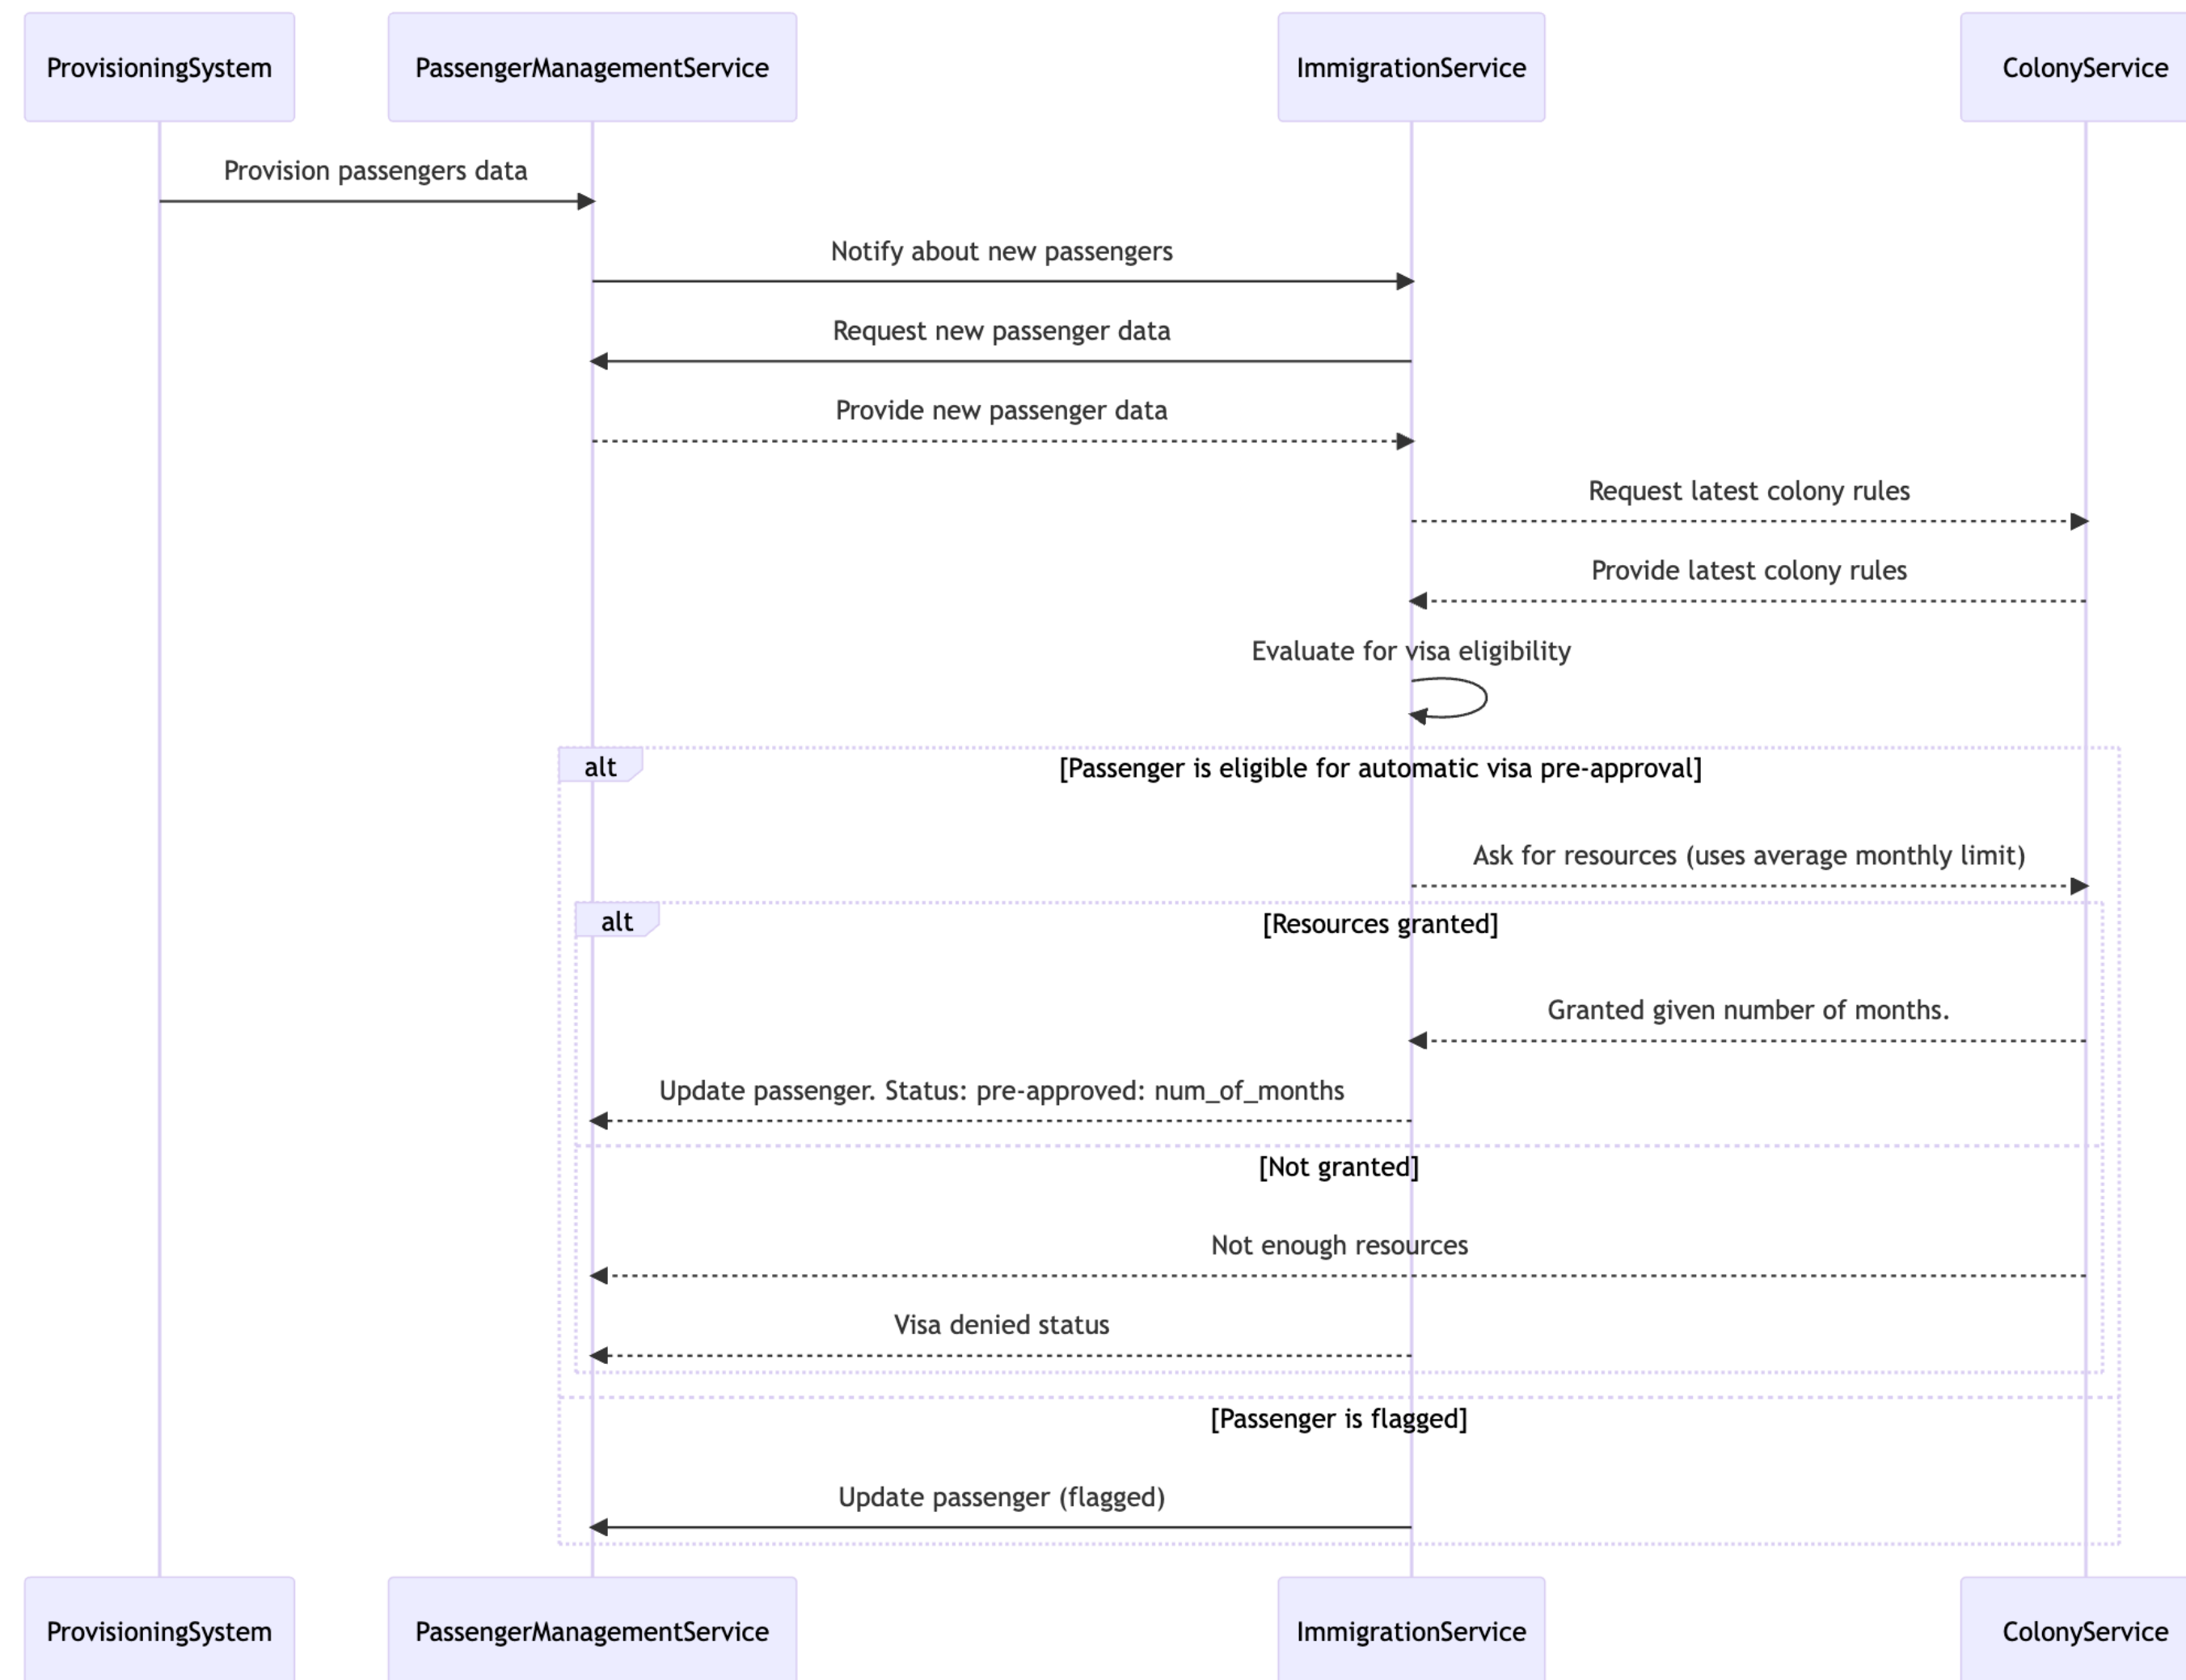 ProvisioningSystem
PassengerManagementService
ImmigrationService
ColonyService
Provision passengers data
Notify about new passengers
Request new passenger data
Provide new passenger data
Request latest colony rules
Provide latest colony rules
Evaluate for visa eligibility
alt
[Passenger is eligible for automatic visa pre-approval]
Ask for resources (uses average monthly limit)
alt
[Resources granted]
Granted given number of months.
Update passenger. Status: pre-approved: num_of_months
[Not granted]
Not enough resources
Visa denied status
[Passenger is flagged]
Update passenger (flagged)
ProvisioningSystem
PassengerManagementService
ImmigrationService
ColonyService